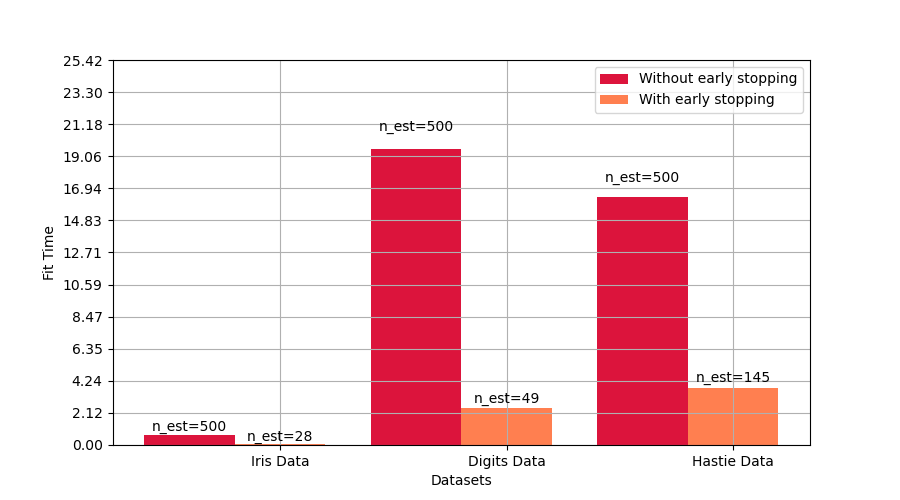 25.42
23.30
21.18
19.06
16.94
14.83
12.71
10.59
8.47
6.35
4.24
2.12
0.00
Fit Time
Without early stopping
With early stopping
n_est=500
n_est=28
n_est=500
n_est=49
n_est=500
n_est=145
Iris Data
Digits Data
Hastie Data
Datasets